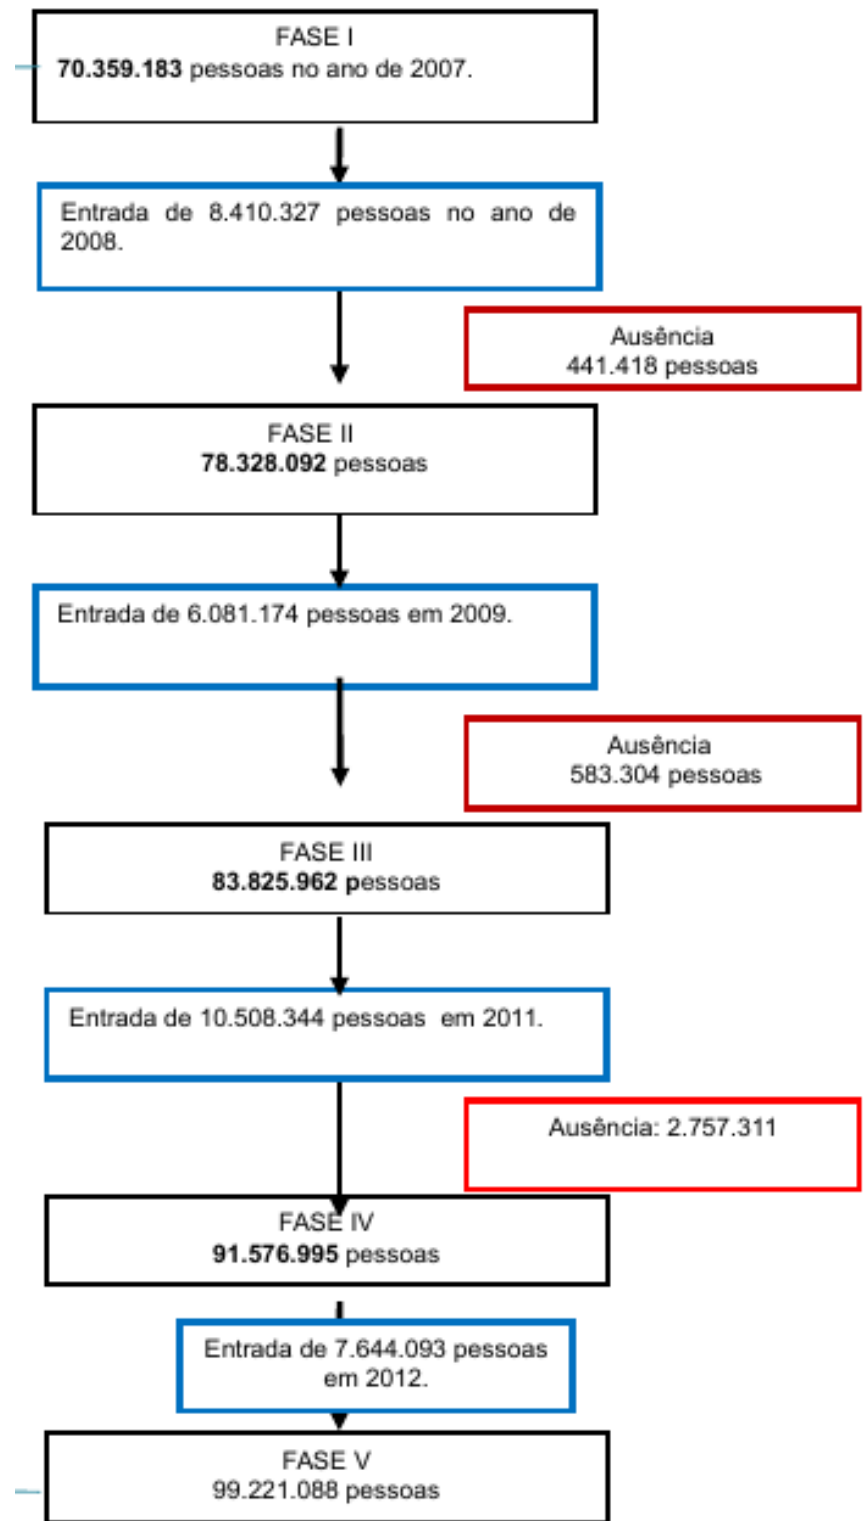 FASE I
70.359.183 pessoas no ano de 2007.
Entrada de 8.410.327 pessoas no ano de
2008.
Ausência
441.418 pessoas
FASE II
78.328.092 pessoas
Entrada de 6.081.174 pessoas em 2009.
Ausência
583.304 pessoas
FASE III
83.825.962 pessoas
Entrada de 10.508.344 pessoas em 2011.
Ausência: 2.757.311
FASE IV
91.576.995 pessoas
Entrada de 7.644.093 pessoas
em 2012.
FASE V
99.221.088 pessoas